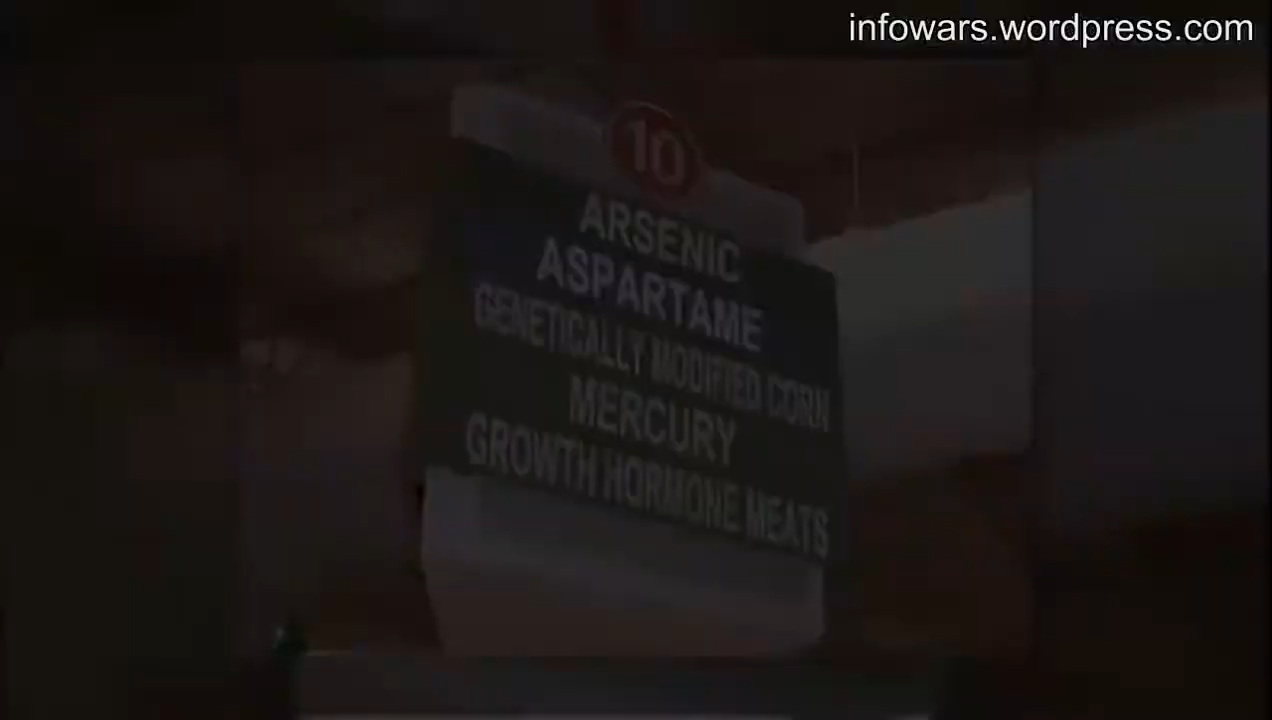 infowars.wordpress.com
10
ARSENIC
ASPARTAME
GENETICALLY MODIFIED CORN
MERCURY
GROWTH HORMONE MEATS